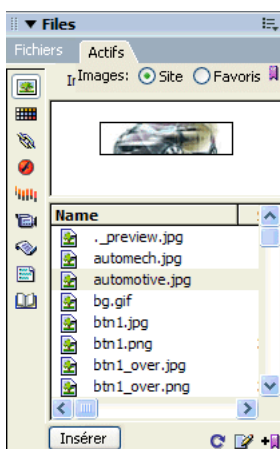 Files
Fichiers Actifs
Images: Site Favoris
Name
._preview.jpg
automech.jpg
automotive.jpg
bg.gif
btn1.jpg
btn1.png
btn1_over.jpg
btn1_over.png
Insérer